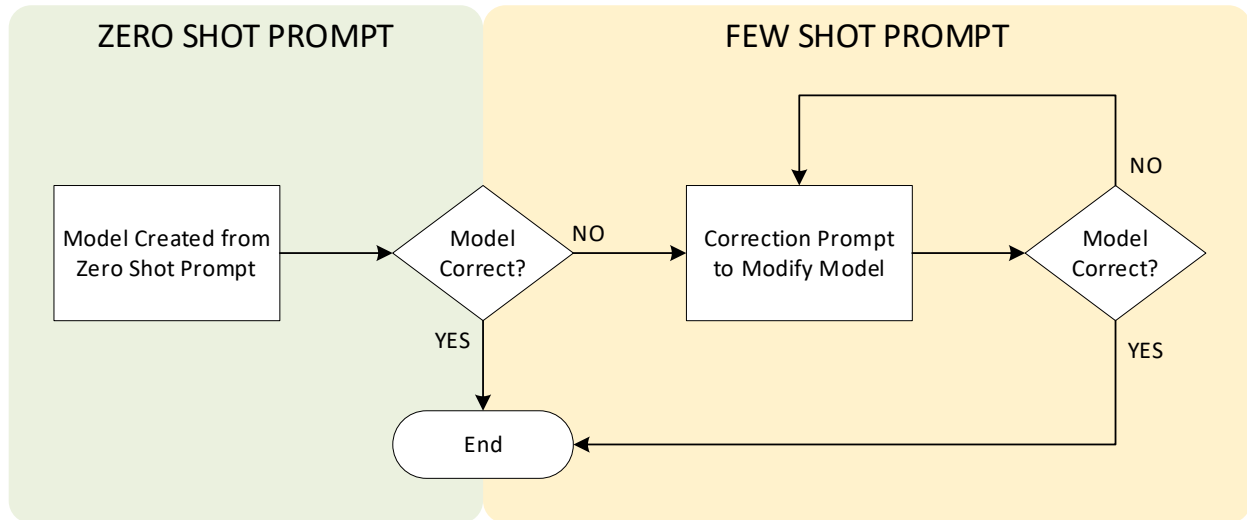 ZERO SHOT PROMPT
FEW SHOT PROMPT
Model Created from
Zero Shot Prompt
Model
Correct?
NO
YES
Correction Prompt
to Modify Model
Model
Correct?
NO
YES
End